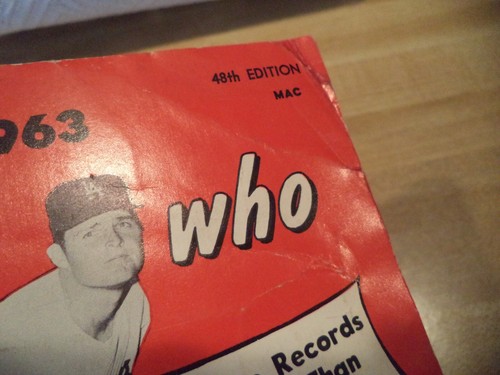 48th EDITION
MAC
963
who
Records
Than